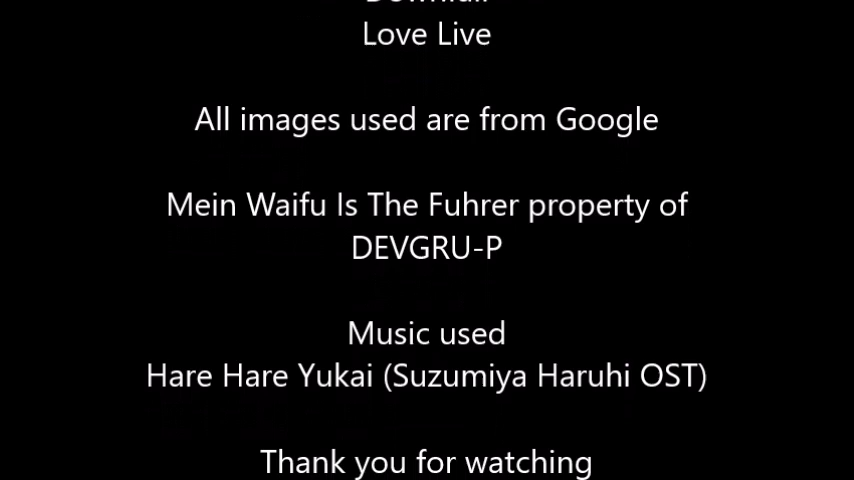 Love Live
All images used are from Google
Mein Waifu Is The Fuhrer property of
DEVGRU-P
Music used
Hare Hare Yukai (Suzumiya Haruhi OST)
Thank you for watching